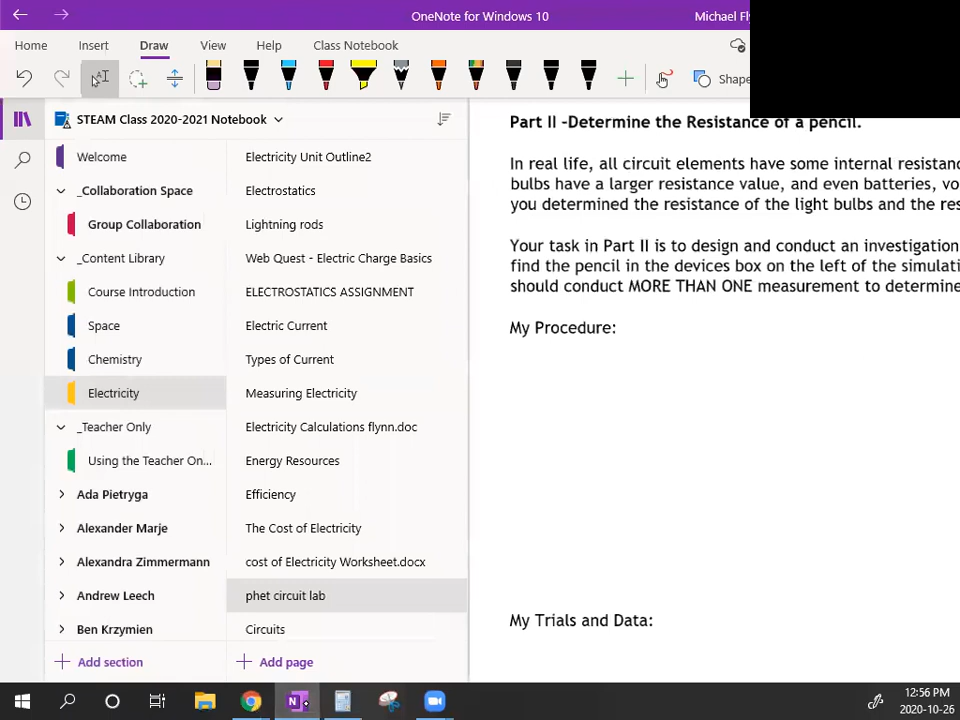 OneNote for Windows 10
Michael Fl
Home Insert Draw View Help Class Notebook
Shape
STEAM Class 2020-2021 Notebook
Welcome
_Collaboration Space
Group Collaboration
_Content Library
Course Introduction
Space
Chemistry
Electricity
_Teacher Only
Using the Teacher On...
Ada Pietryga
Alexander Marje
Alexandra Zimmermann
Andrew Leech
Ben Krzymien
Add section
Electricity Unit Outline2
Electrostatics
Lightning rods
Web Quest - Electric Charge Basics
ELECTROSTATICS ASSIGNMENT
Electric Current
Types of Current
Measuring Electricity
Electricity Calculations flynn.doc
Energy Resources
Efficiency
The Cost of Electricity
cost of Electricity Worksheet.docx
phet circuit lab
Circuits
Add page
Part II -Determine the Resistance of a pencil.
In real life, all circuit elements have some internal resistanc
bulbs have a larger resistance value, and even batteries, vo
you determined the resistance of the light bulbs and the res
Your task in Part II is to design and conduct an investigation
find the pencil in the devices box on the left of the simulati
should conduct MORE THAN ONE measurement to determine
My Procedure:
My Trials and Data:
12:56 PM
2020-10-26